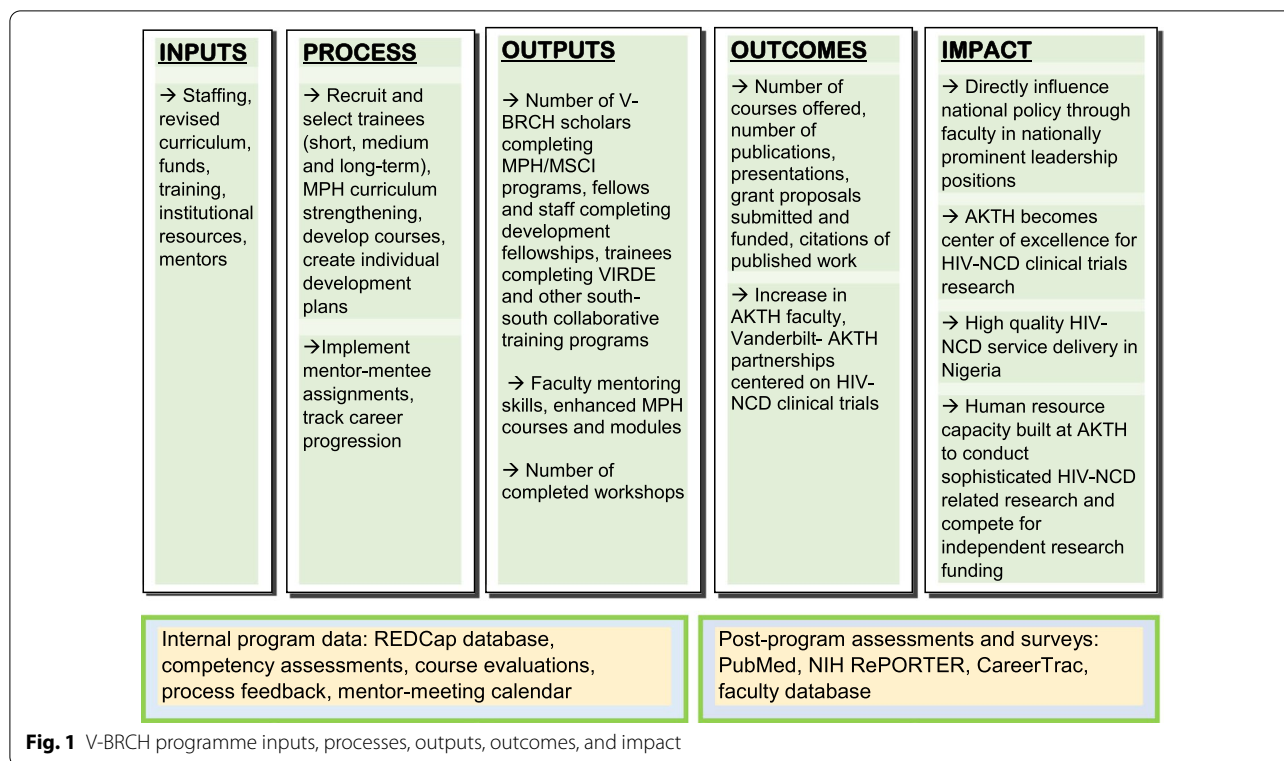 INPUTS
→ Staffing,
revised
curriculum,
funds,
training,
institutional
resources,
mentors
PROCESS
→ Recruit and
select trainees
(short, medium
and long-term),
MPH curriculum
strengthening,
develop courses,
create individual
development
plans
→Implement
mentor-mentee
assignments,
track career
progression
OUTPUTS
→ Number of V-
BRCH scholars
completing
MPH/MSCI
programs, fellows
and staff completing
development
fellowships, trainees
completing VIRDE
and other south-
south collaborative
training programs
→ Faculty mentoring
skills, enhanced MPH
courses and modules
→ Number of
completed workshops
OUTCOMES
→ Number of
courses offered,
number of
publications,
presentations,
grant proposals
submitted and
funded, citations of
published work
→ Increase in
AKTH faculty,
Vanderbilt- AKTH
partnerships
centered on HIV-
NCD clinical trials
IMPACT
→ Directly influence
national policy through
faculty in nationally
prominent leadership
positions
→ AKTH becomes
center of excellence for
HIV-NCD clinical trials
research
→ High quality HIV-
NCD service delivery in
Nigeria
→ Human resource
capacity built at AKTH
to conduct
sophisticated HIV-NCD
related research and
compete for
independent research
funding
Internal program data: REDCap database,
competency assessments, course evaluations,
process feedback, mentor-meeting calendar
Post-program assessments and surveys:
PubMed, NIH RePORTER, CareerTrac,
faculty database
Fig. 1 V-BRCH programme inputs, processes, outputs, outcomes, and impact